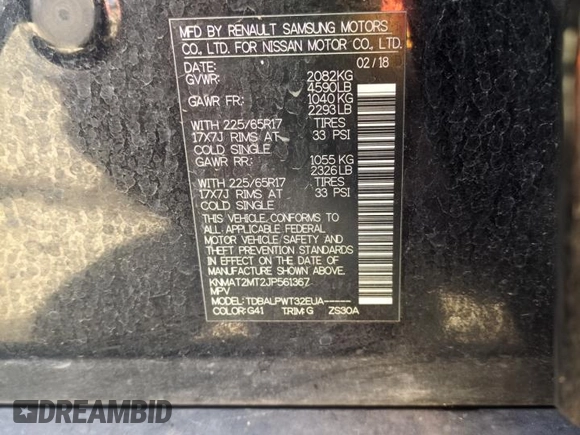 MFD BY RENAULT SAMSUNG MOTORS
CO., LTD. FOR NISSAN MOTOR CO., LTD.
DATE: 02/18
GVWR: 2082KG
4590LB
GAWR FR: 1040 KG
2293LB
WITH 225/65R17 TIRES
17X7J RIMS AT 33 PSI
COLD SINGLE
GAWR RR: 1055 KG
2326LB
WITH 225/65R17 TIRES
17X7J RIMS AT 33 PSI
COLD SINGLE
THIS VEHICLE CONFORMS TO
ALL APPLICABLE FEDERAL
MOTOR VEHICLE/SAFETY AND
THEFT PREVENTION STANDARDS
IN EFFECT ON THE DATE OF
MANUFACTURE SHOWN ABOVE.
KNMAT2MT2JP561367
MPV
MODEL:TDBALPWT32EUA------
COLOR:G41 TRIM:G ZS30A
DREAMBID